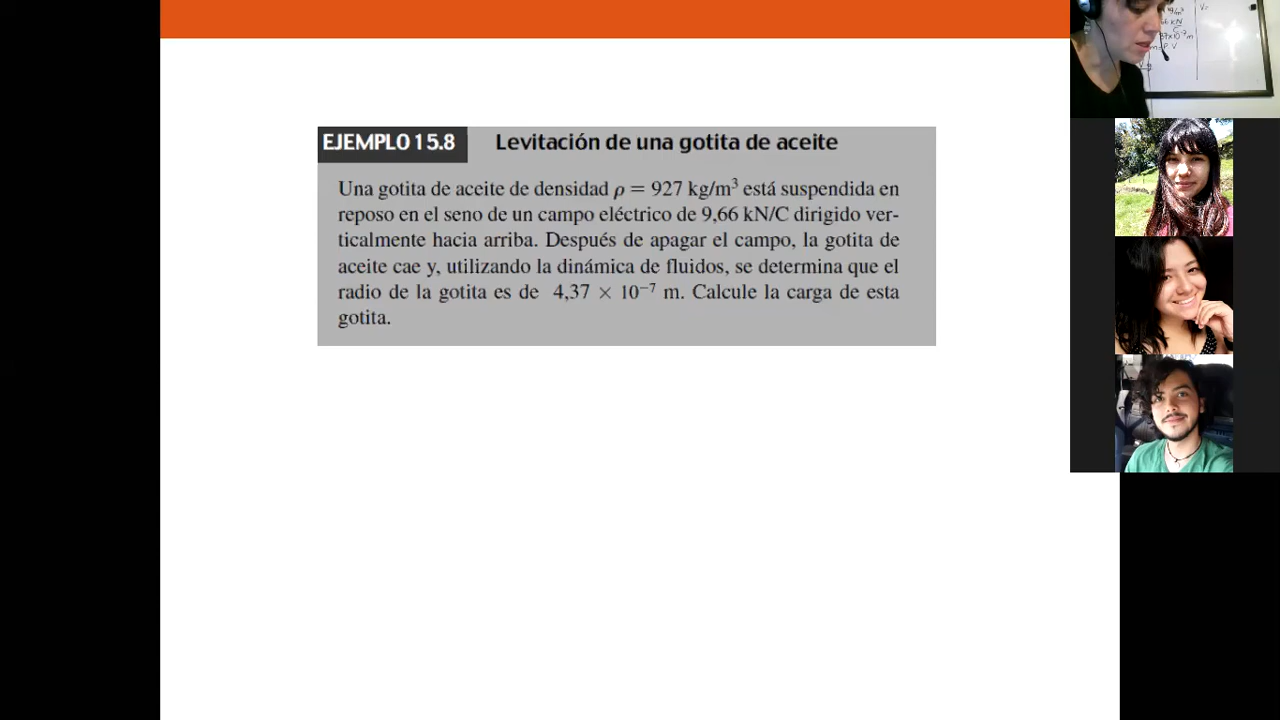 EJEMPLO 15.8 Levitación de una gotita de aceite
Una gotita de aceite de densidad ρ = 927 kg/m³ está suspendida en
reposo en el seno de un campo eléctrico de 9,66 kN/C dirigido ver-
ticalmente hacia arriba. Después de apagar el campo, la gotita de
aceite cae y, utilizando la dinámica de fluidos, se determina que el
radio de la gotita es de 4,37 × 10⁻⁷ m. Calcule la carga de esta
gotita.
V=